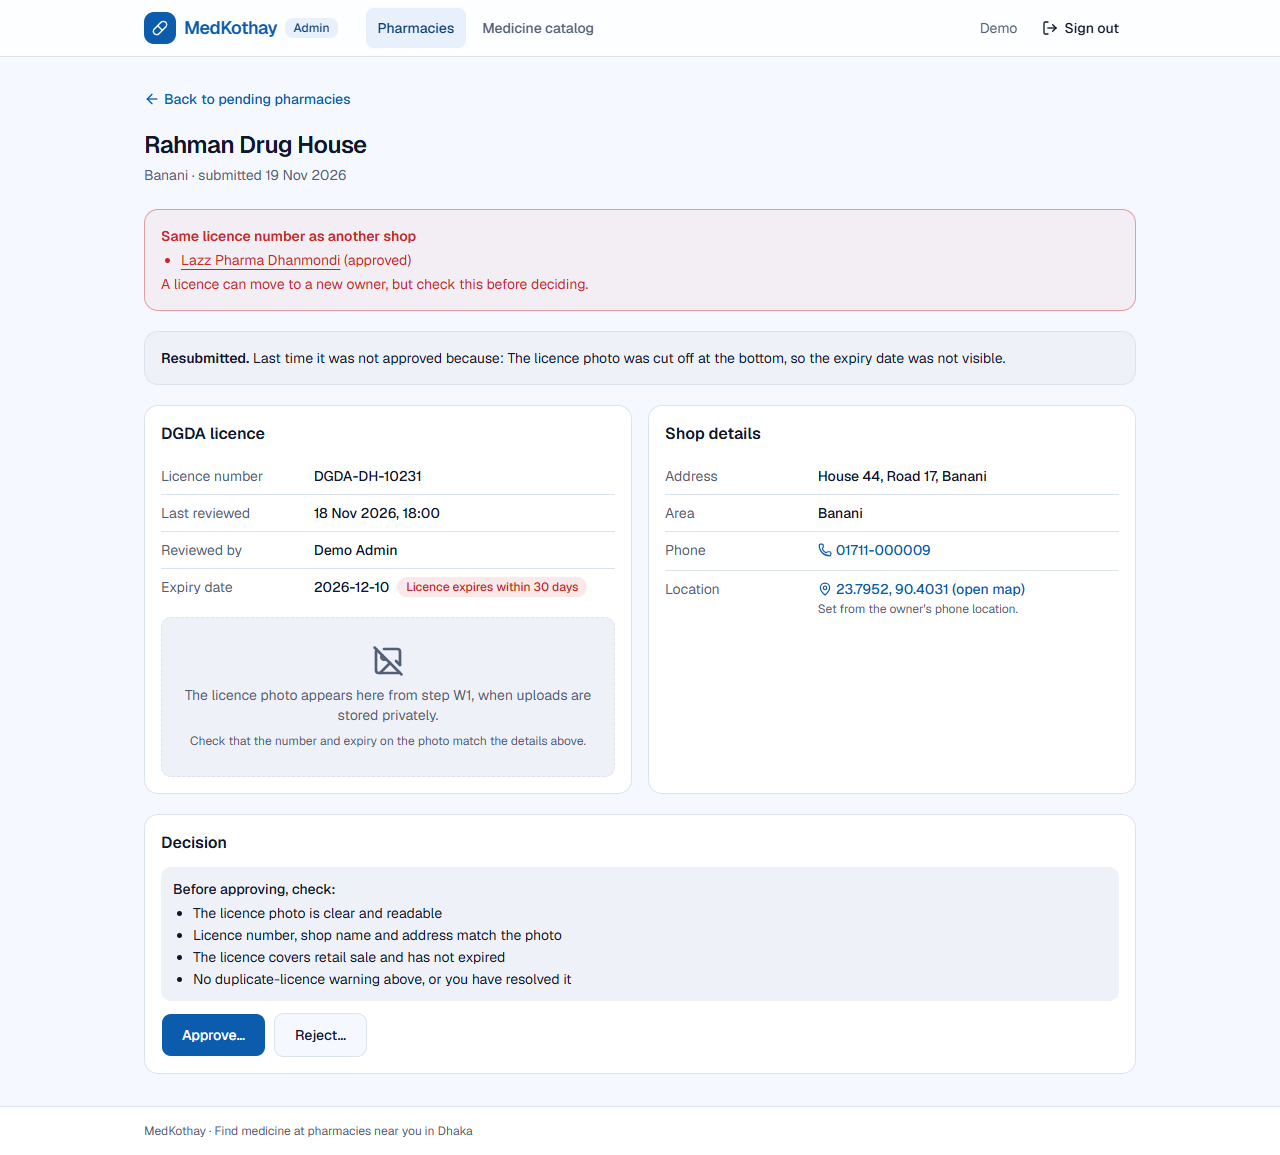 MedKothay Admin Pharmacies Medicine catalog Demo Sign out
Back to pending pharmacies
Rahman Drug House
Banani · submitted 19 Nov 2026
Same licence number as another shop
• Lazz Pharma Dhanmondi (approved)
A licence can move to a new owner, but check this before deciding.
Resubmitted. Last time it was not approved because: The licence photo was cut off at the bottom, so the expiry date was not visible.
DGDA licence
Licence number DGDA-DH-10231
Last reviewed 18 Nov 2026, 18:00
Reviewed by Demo Admin
Expiry date 2026-12-10 Licence expires within 30 days
The licence photo appears here from step W1, when uploads are
stored privately.
Check that the number and expiry on the photo match the details above.
Shop details
Address House 44, Road 17, Banani
Area Banani
Phone 01711-000009
Location 23.7952, 90.4031 (open map)
Set from the owner's phone location.
Decision
Before approving, check:
• The licence photo is clear and readable
• Licence number, shop name and address match the photo
• The licence covers retail sale and has not expired
• No duplicate-licence warning above, or you have resolved it
Approve... Reject...
MedKothay · Find medicine at pharmacies near you in Dhaka